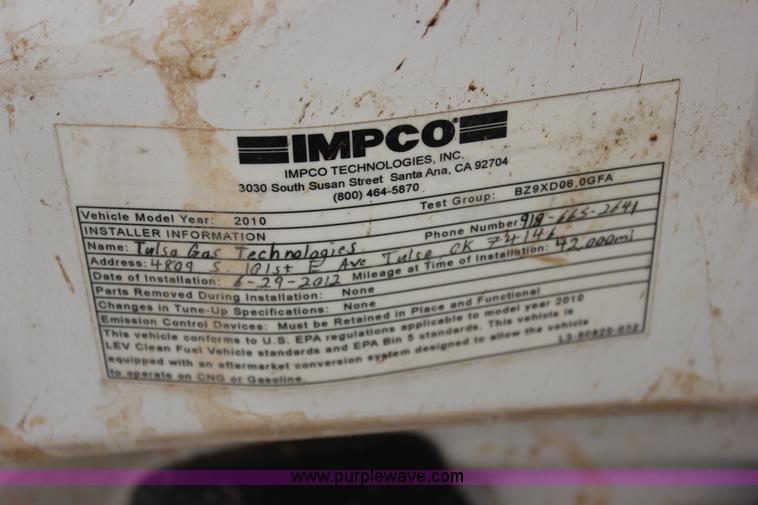 IMPCO®
IMPCO TECHNOLOGIES, INC.
3030 South Susan Street Santa Ana, CA 92704
(800) 464-5870
Vehicle Model Year: 2010 Test Group: BZ9XD06.0GFA
INSTALLER INFORMATION Phone Number 918-665-2641
Name: Tulsa Gas Technologies
Address: 4809 S. 101st E Ave Tulsa OK 74146
Date of Installation: 6-29-2012 Mileage at Time of Installation: 42,000mi
Parts Removed During Installation: None
Changes in Tune-Up Specifications: None
Emission Control Devices: Must be Retained in Place and Functional
This vehicle conforms to U.S. EPA regulations applicable to model year 2010
LEV Clean Fuel Vehicle standards and EPA Bin 5 standards. This vehicle is
equipped with an aftermarket conversion system designed to allow the vehicle
to operate on CNG or Gasoline.
www.purplewave.com